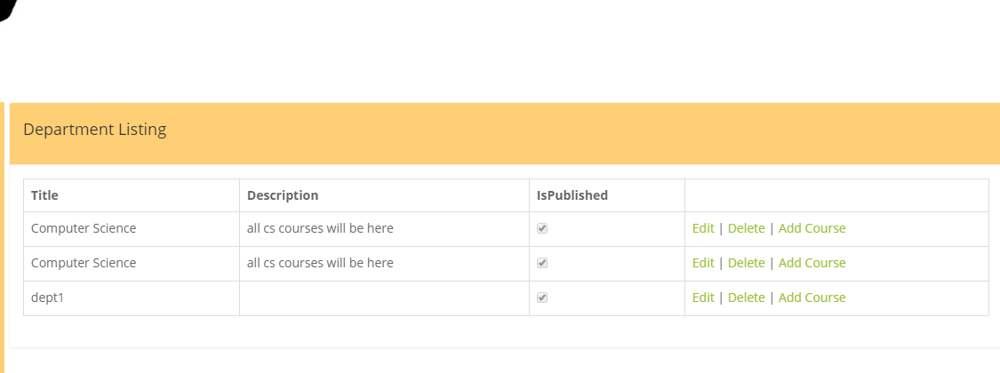 Department Listing
Title Description IsPublished
Computer Science all cs courses will be here Edit | Delete | Add Course
Computer Science all cs courses will be here Edit | Delete | Add Course
dept1 Edit | Delete | Add Course